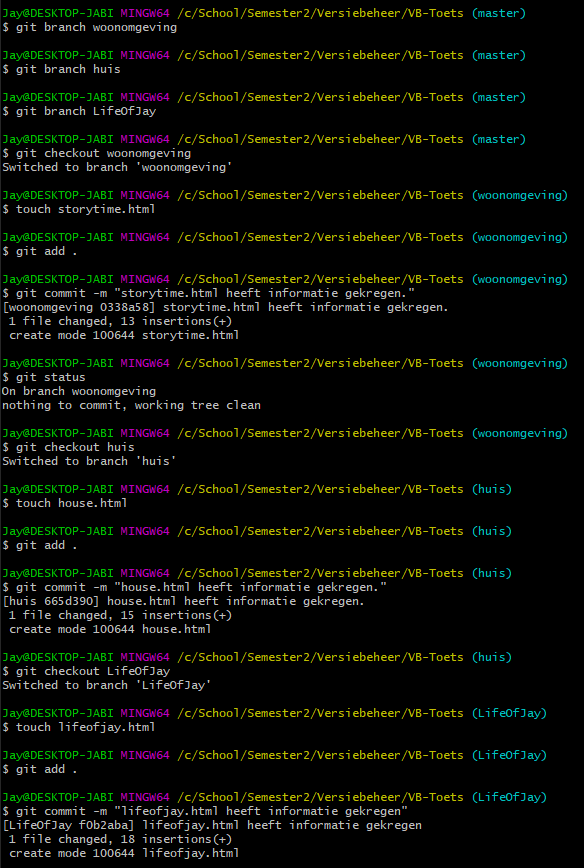 Jay@DESKTOP-JABI MINGW64 /c/School/Semester2/Versiebeheer/VB-Toets (master)
$ git branch woonomgeving
Jay@DESKTOP-JABI MINGW64 /c/School/Semester2/Versiebeheer/VB-Toets (master)
$ git branch huis
Jay@DESKTOP-JABI MINGW64 /c/School/Semester2/Versiebeheer/VB-Toets (master)
$ git branch LifeOfJay
Jay@DESKTOP-JABI MINGW64 /c/School/Semester2/Versiebeheer/VB-Toets (master)
$ git checkout woonomgeving
Switched to branch 'woonomgeving'
Jay@DESKTOP-JABI MINGW64 /c/School/Semester2/Versiebeheer/VB-Toets (woonomgeving)
$ touch storytime.html
Jay@DESKTOP-JABI MINGW64 /c/School/Semester2/Versiebeheer/VB-Toets (woonomgeving)
$ git add .
Jay@DESKTOP-JABI MINGW64 /c/School/Semester2/Versiebeheer/VB-Toets (woonomgeving)
$ git commit -m "storytime.html heeft informatie gekregen."
[woonomgeving 0338a58] storytime.html heeft informatie gekregen.
1 file changed, 13 insertions(+)
create mode 100644 storytime.html
Jay@DESKTOP-JABI MINGW64 /c/School/Semester2/Versiebeheer/VB-Toets (woonomgeving)
$ git status
On branch woonomgeving
nothing to commit, working tree clean
Jay@DESKTOP-JABI MINGW64 /c/School/Semester2/Versiebeheer/VB-Toets (woonomgeving)
$ git checkout huis
Switched to branch 'huis'
Jay@DESKTOP-JABI MINGW64 /c/School/Semester2/Versiebeheer/VB-Toets (huis)
$ touch house.html
Jay@DESKTOP-JABI MINGW64 /c/School/Semester2/Versiebeheer/VB-Toets (huis)
$ git add .
Jay@DESKTOP-JABI MINGW64 /c/School/Semester2/Versiebeheer/VB-Toets (huis)
$ git commit -m "house.html heeft informatie gekregen."
[huis 665d390] house.html heeft informatie gekregen.
1 file changed, 15 insertions(+)
create mode 100644 house.html
Jay@DESKTOP-JABI MINGW64 /c/School/Semester2/Versiebeheer/VB-Toets (huis)
$ git checkout LifeOfJay
Switched to branch 'LifeOfJay'
Jay@DESKTOP-JABI MINGW64 /c/School/Semester2/Versiebeheer/VB-Toets (LifeOfJay)
$ touch lifeofjay.html
Jay@DESKTOP-JABI MINGW64 /c/School/Semester2/Versiebeheer/VB-Toets (LifeOfJay)
$ git add .
Jay@DESKTOP-JABI MINGW64 /c/School/Semester2/Versiebeheer/VB-Toets (LifeOfJay)
$ git commit -m "lifeofjay.html heeft informatie gekregen"
[LifeOfJay f0b2aba] lifeofjay.html heeft informatie gekregen
1 file changed, 18 insertions(+)
create mode 100644 lifeofjay.html